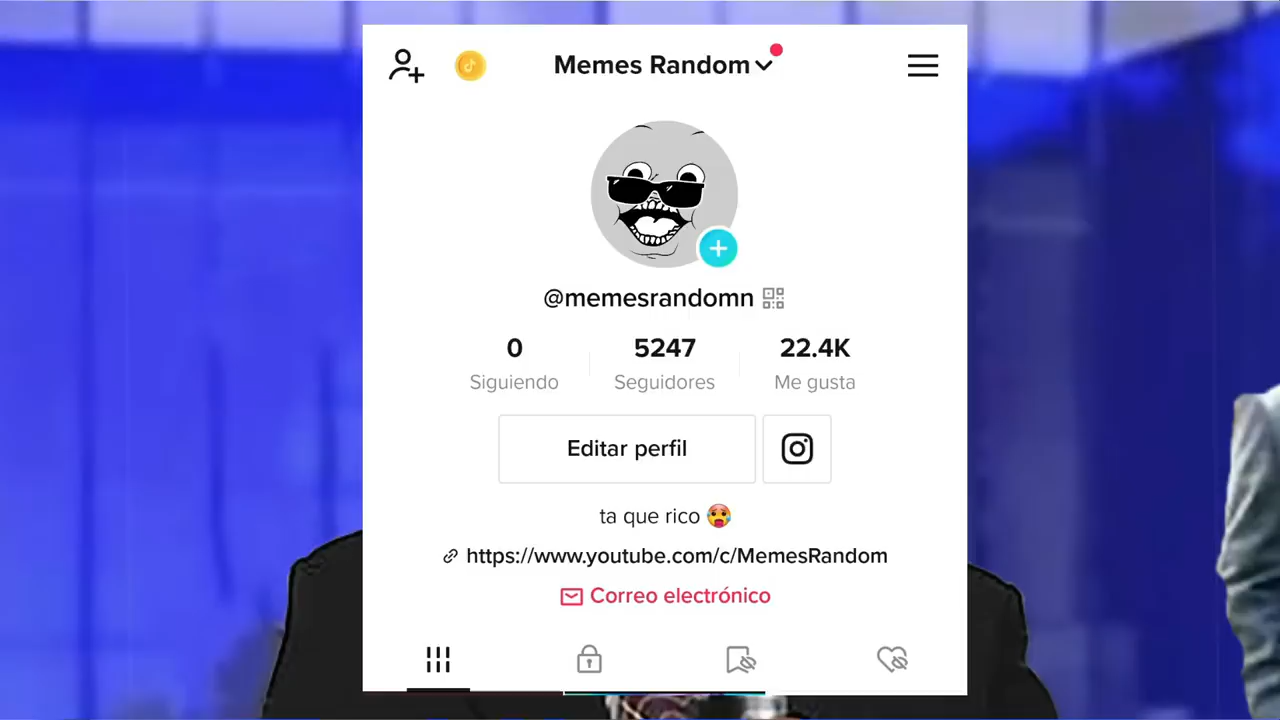 Memes Random
@memesrandomn
0 5247 22.4K
Siguiendo Seguidores Me gusta
Editar perfil
ta que rico 🥵
https://www.youtube.com/c/MemesRandom
Correo electrónico